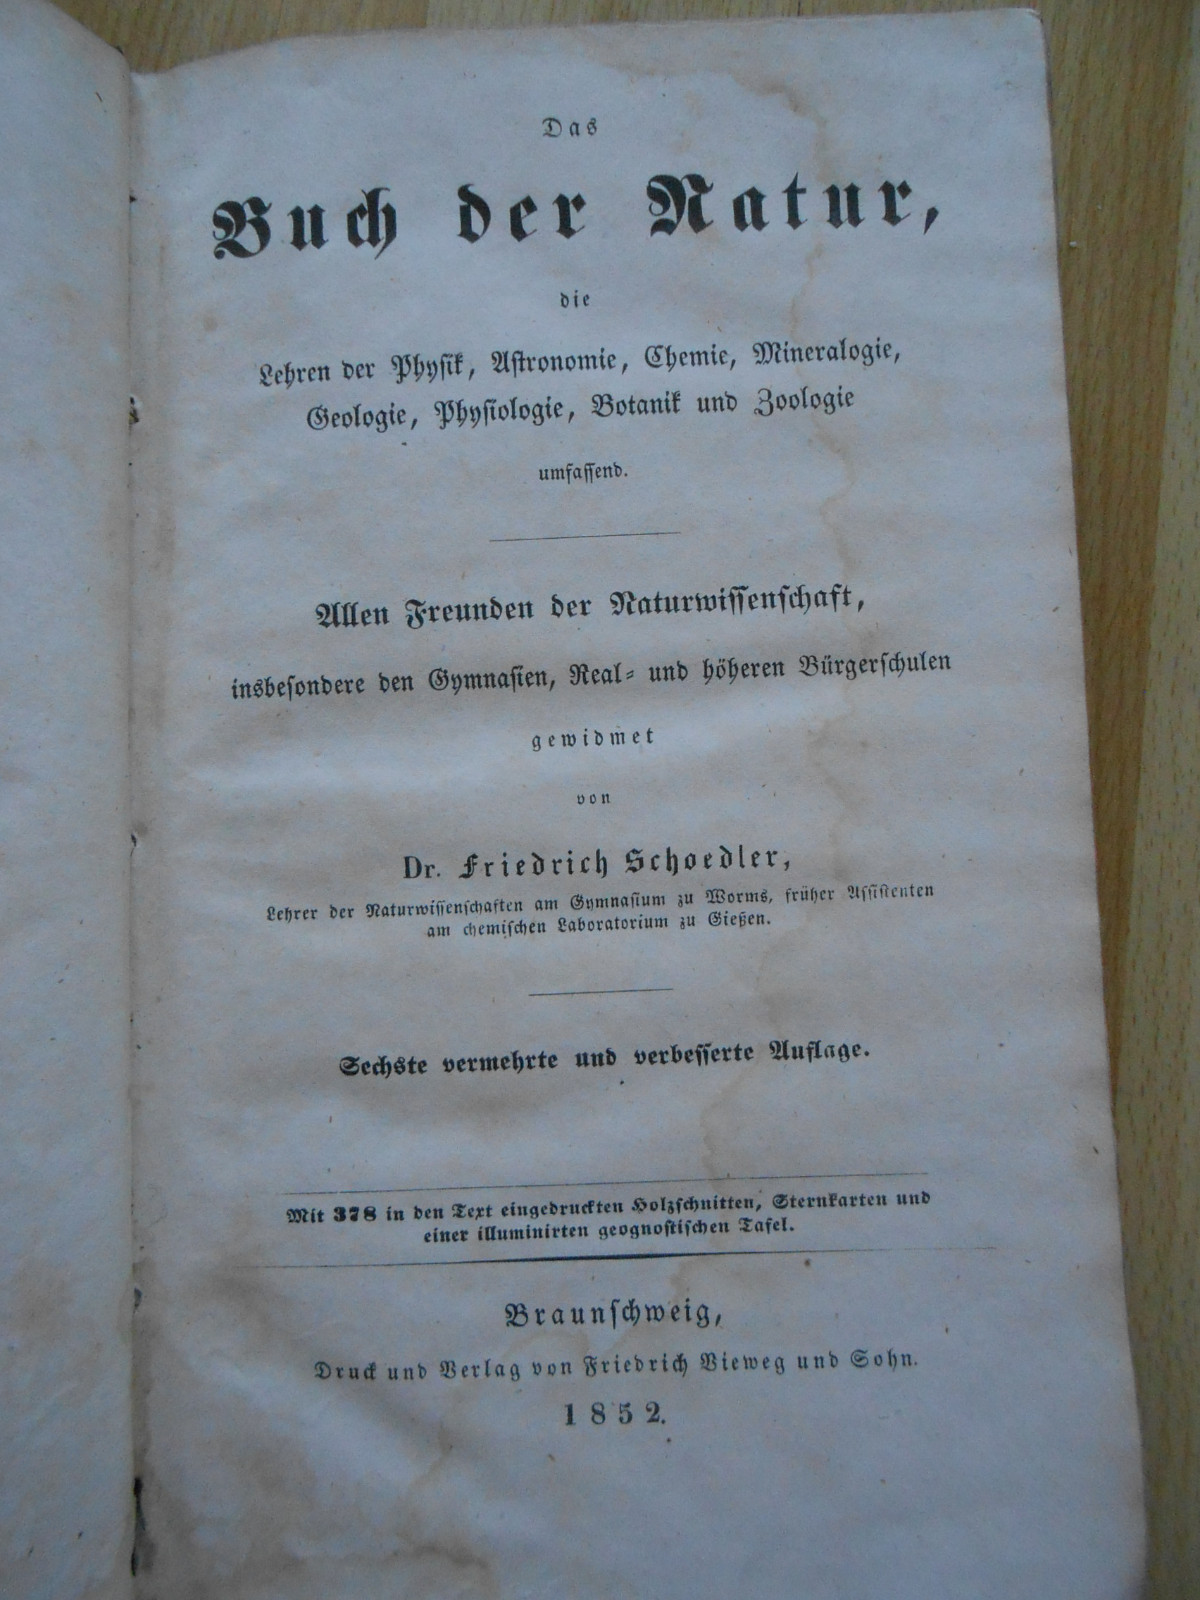 Das
Buch der Natur,
die
Lehren der Physik, Astronomie, Chemie, Mineralogie,
Geologie, Physiologie, Botanik und Zoologie
umfassend.
Allen Freunden der Naturwissenschaft,
insbesondere den Gymnasien, Real- und höheren Bürgerschulen
gewidmet
von
Dr. Friedrich Schoedler,
Lehrer der Naturwissenschaften am Gymnasium zu Worms, früher Assistenten
am chemischen Laboratorium zu Gießen.
Sechste vermehrte und verbesserte Auflage.
Mit 378 in den Text eingedruckten Holzschnitten, Sternkarten und
einer illuminirten geognostischen Tafel.
Braunschweig,
Druck und Verlag von Friedrich Vieweg und Sohn.
1852.